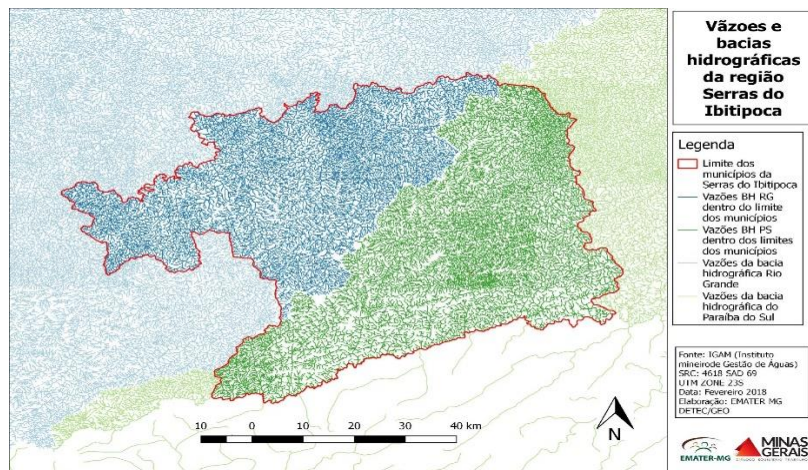 Vãzoes e
bacias
hidrográficas
da região
Serras do
Ibitipoca
Legenda
Limite dos
municípios da
Serras do Ibitipoca
Vazões BH RG
dentro do limite
dos municípios
Vazões BH PS
dentro dos limites
dos municípios
Vazões da bacia
hidrográfica Rio
Grande
Vazões da bacia
hidrográfica do
Paraíba do Sul
Fonte: IGAM (Instituto
mineirode Gestão de Águas)
SRC: 4618 SAD 69
UTM ZONE 23S
Data: Fevereiro 2018
Elaboração: EMATER MG
DETEC/GEO
10 0 10 20 30 40 km
N
EMATER-MG
MINAS
GERAIS